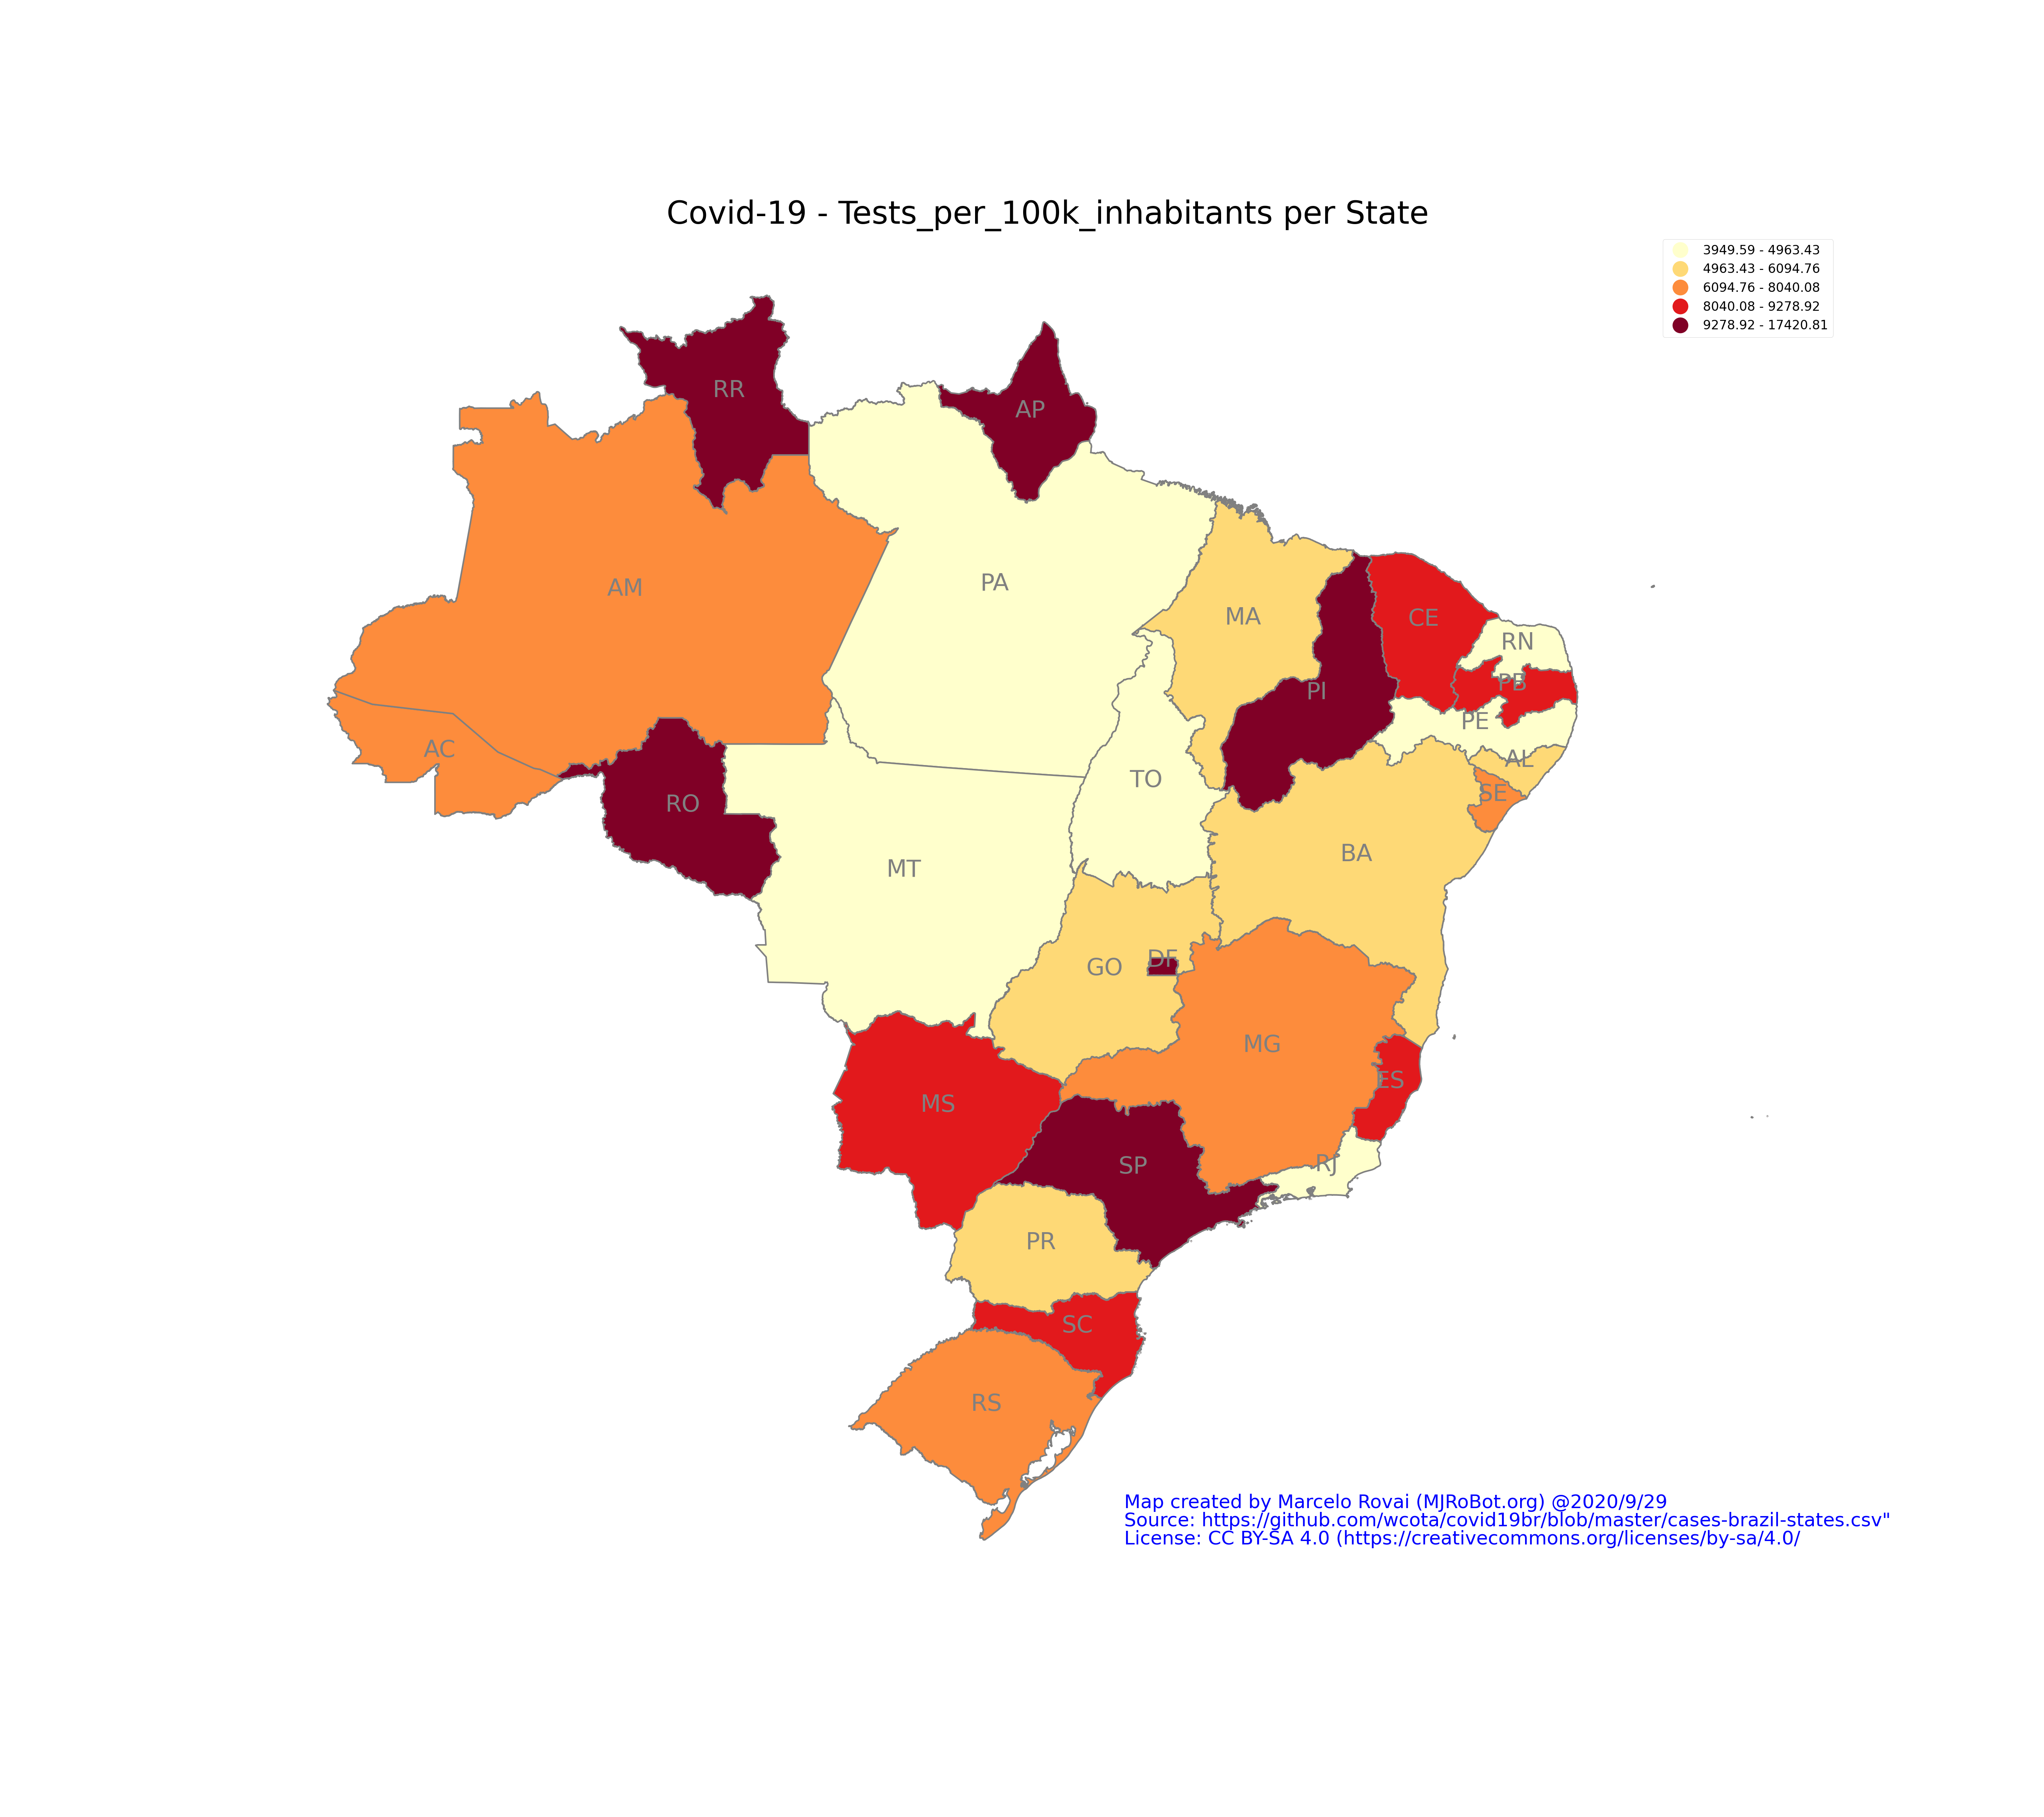 Covid-19 - Tests_per_100k_inhabitants per State
3949.59 - 4963.43
4963.43 - 6094.76
6094.76 - 8040.08
8040.08 - 9278.92
9278.92 - 17420.81
RR
AP
AM
PA
MA
CE
RN
PB
PI
PE
AC
AL
TO
SE
RO
BA
MT
DF
GO
MG
ES
MS
RJ
SP
PR
SC
RS
Map created by Marcelo Rovai (MJRoBot.org) @2020/9/29
Source: https://github.com/wcota/covid19br/blob/master/cases-brazil-states.csv"
License: CC BY-SA 4.0 (https://creativecommons.org/licenses/by-sa/4.0/